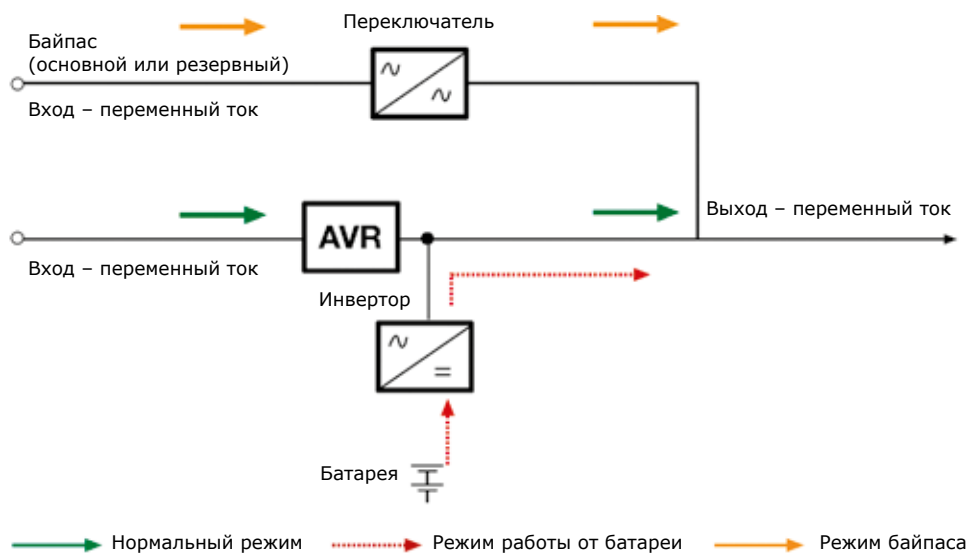 Переключатель
Байпас
(основной или резервный)
∿
∿
Вход – переменный ток
Выход – переменный ток
AVR
Вход – переменный ток
Инвертор
∿
=
Батарея
Нормальный режим
Режим работы от батареи
Режим байпаса